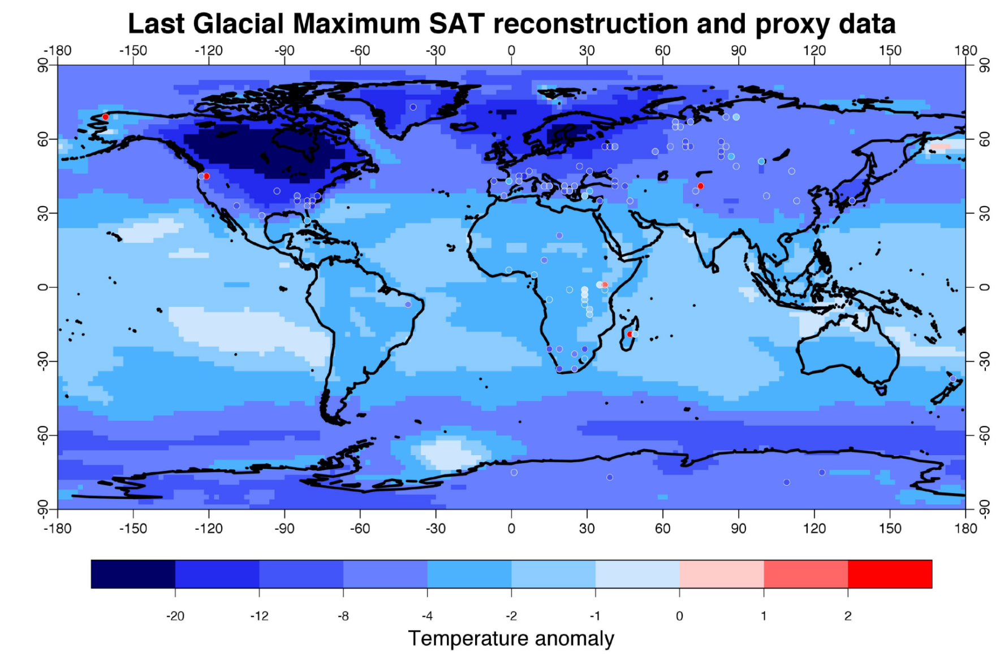 Last Glacial Maximum SAT reconstruction and proxy data
-180 -150 -120 -90 -60 -30 0 30 60 90 120 150 180
90 90
60 60
30 30
0 0
-30 -30
-60 -60
-90 -90
-180 -150 -120 -90 -60 -30 0 30 60 90 120 150 180
-20 -12 -8 -4 -2 -1 0 1 2
Temperature anomaly